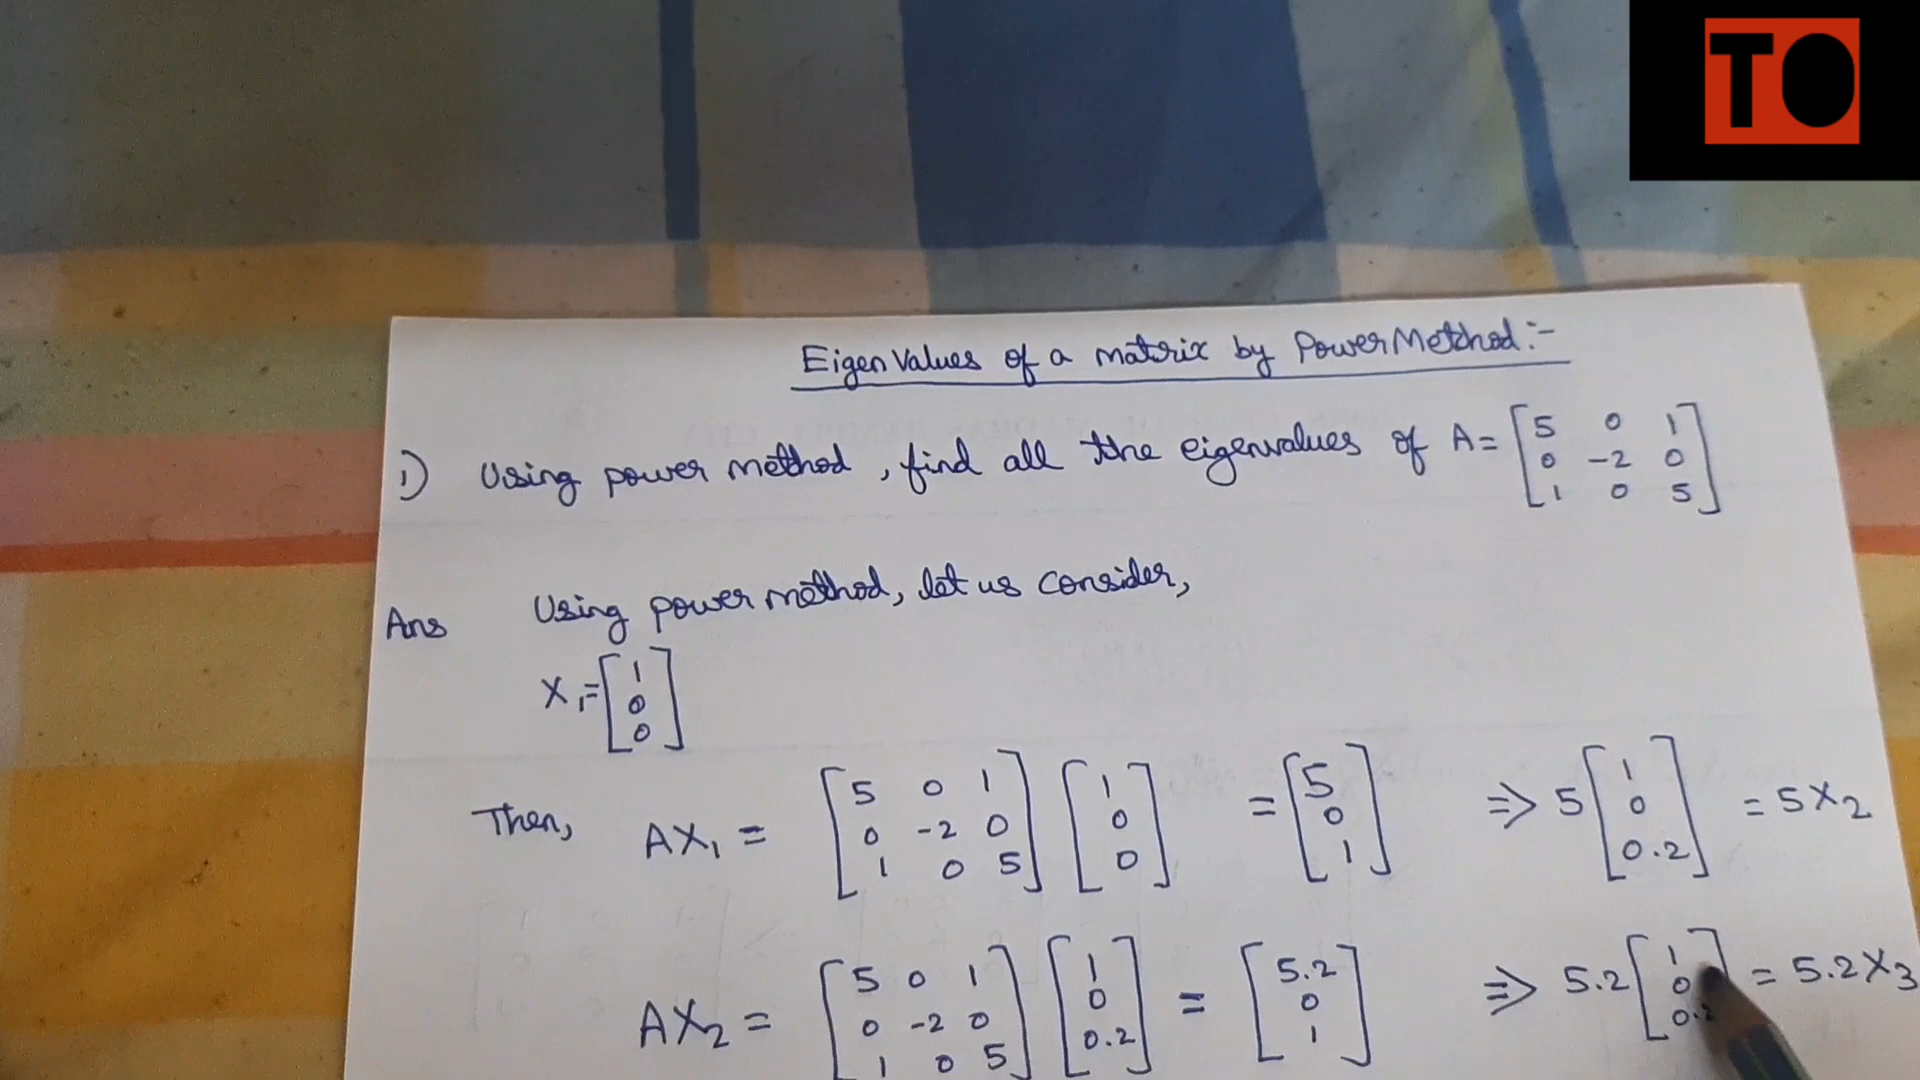 TO
Eigen Values of a matrix by Power Method:-
1) Using power method, find all the eigenvalues of A= [5 0 1
0 -2 0
1 0 5]
Ans Using power method, let us consider,
X₁= [1
0
0]
Then, AX₁ = [5 0 1 [1 = [5 => 5 [1 = 5X₂
0 -2 0 0 0 0
1 0 5] 0] 1] 0.2]
AX₂ = [5 0 1 [1 = [5.2 => 5.2 [1 = 5.2X₃
0 -2 0 0 0 0
1 0 5] 0.2] 1]